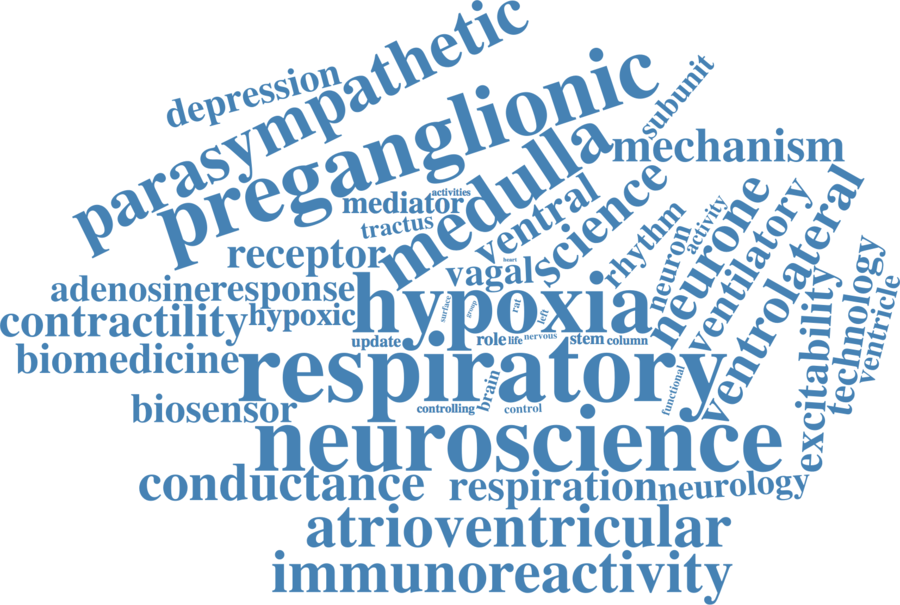 parasympathetic
depression
preganglionic
subunit
medulla
mechanism
activities
mediator
tractus
ventral
science
rhythm
neuron
activity
neurone
ventilatory
ventrolateral
receptor
vagal
heart
adenosine
response
hypoxia
contractility
hypoxic
surface
group
rat
left
excitability
technology
ventricle
update
role
life
nervous
stem
column
biomedicine
respiratory
biosensor
controlling
brain
control
functional
neuroscience
conductance
respiration
neurology
atrioventricular
immunoreactivity